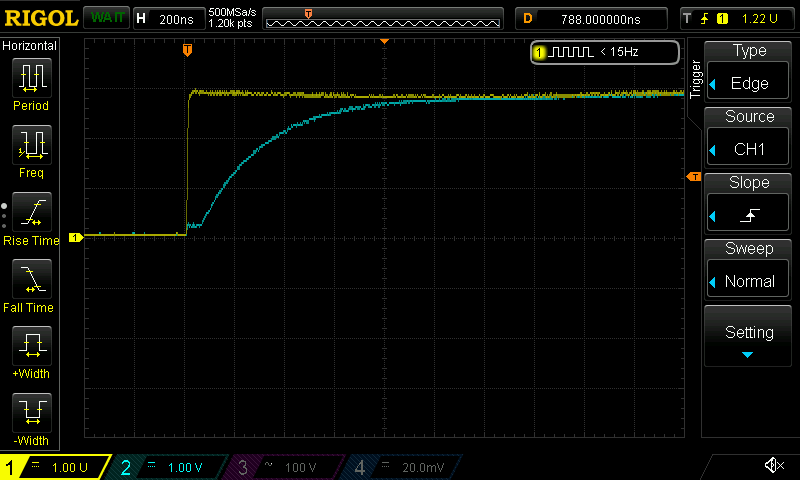 RIGOL WAIT H 200ns 500MSa/s D 788.000000ns T 1 1.22 U
1.20k pts
Horizontal
T
1 < 15Hz
Type
Edge
Trigger
Period
Source
CH1
Freq
T
Slope
1
Rise Time
Sweep
Normal
Fall Time
Setting
+Width
-Width
1 = 1.00 U 2 = 1.00 V 3 ~ 100 V 4 = 20.0mV